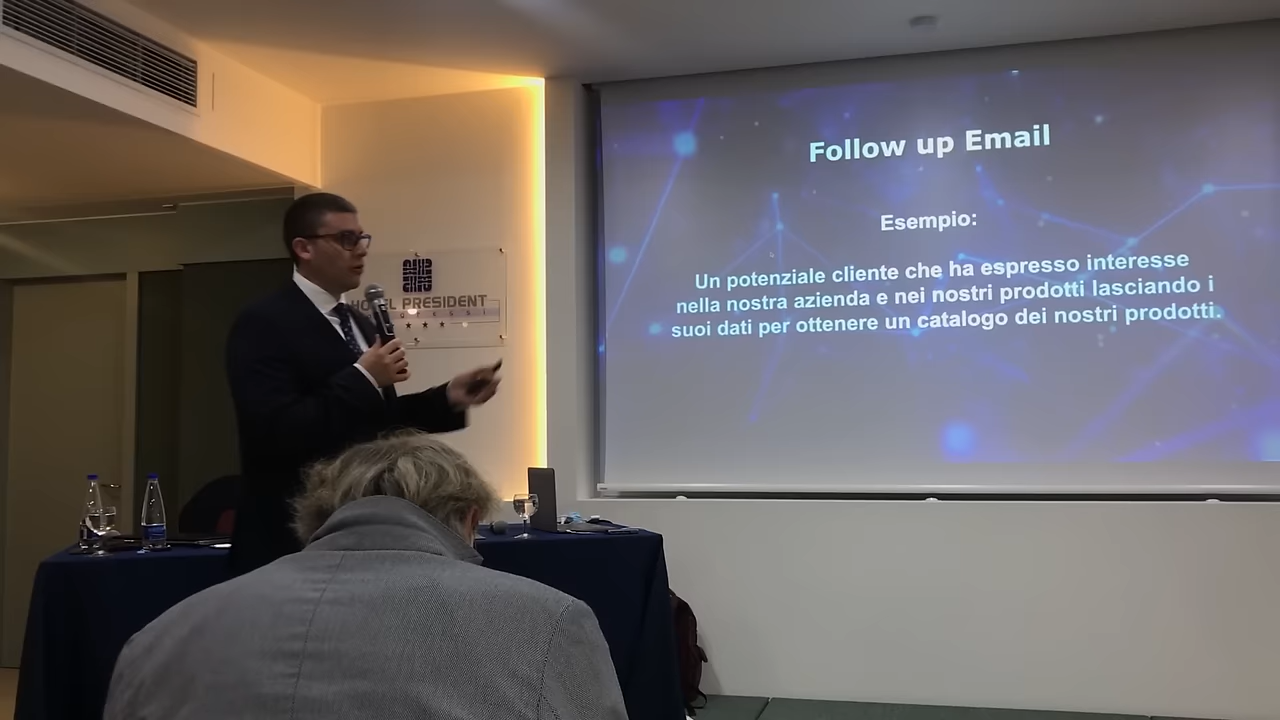 Follow up Email
Esempio:
Un potenziale cliente che ha espresso interesse
nella nostra azienda e nei nostri prodotti lasciando i
suoi dati per ottenere un catalogo dei nostri prodotti.
HOTEL PRESIDENT